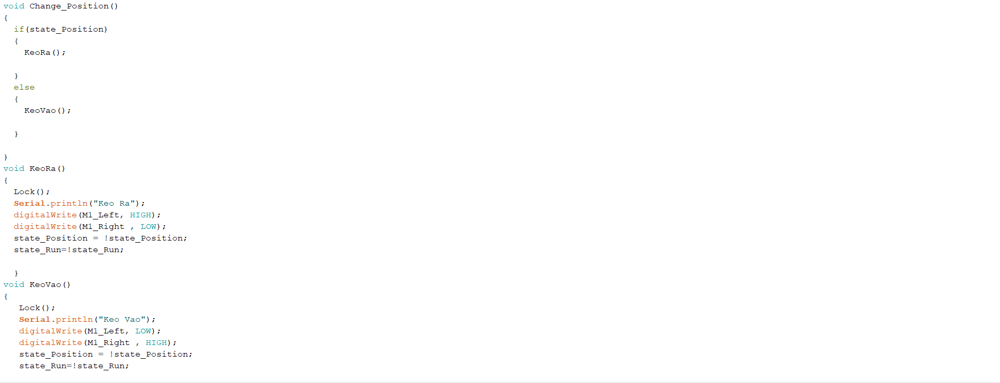 void Change_Position()
{
  if(state_Position)
  {
    KeoRa();
  }
  else
  {
    KeoVao();
  }
}
void KeoRa()
{
  Lock();
  Serial.println("Keo Ra");
  digitalWrite(M1_Left, HIGH);
  digitalWrite(M1_Right , LOW);
  state_Position = !state_Position;
  state_Run=!state_Run;
  }
void KeoVao()
{
   Lock();
   Serial.println("Keo Vao");
   digitalWrite(M1_Left, LOW);
   digitalWrite(M1_Right , HIGH);
   state_Position = !state_Position;
   state_Run=!state_Run;